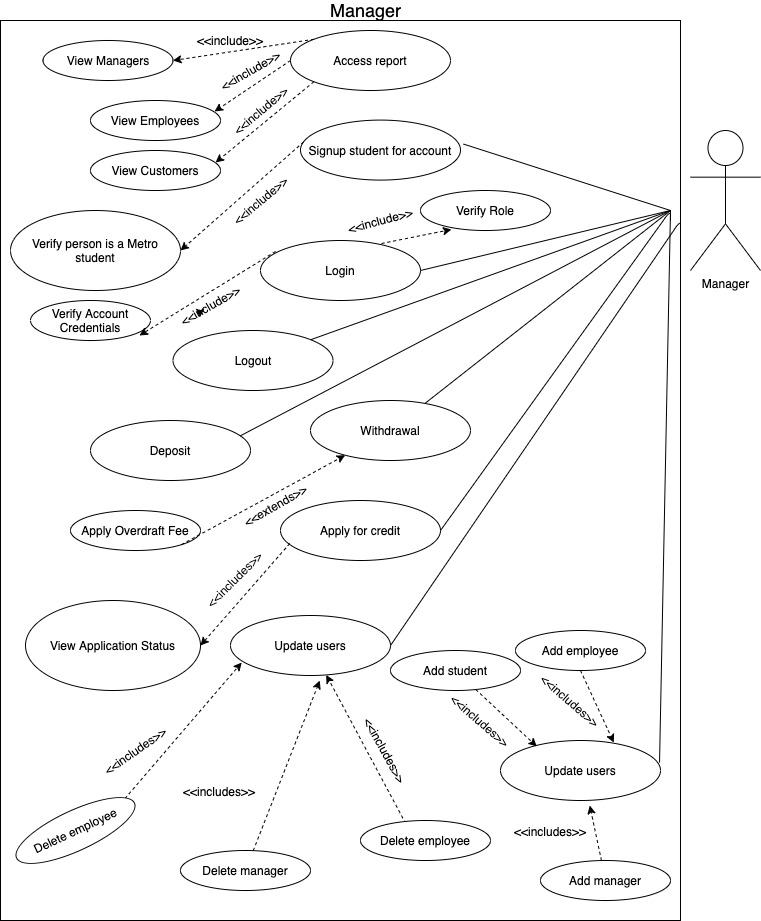 Manager
<<include>>
View Managers
Access report
<<include>>
View Employees
<<include>>
Signup student for account
View Customers
<<include>>
Verify Role
<<include>>
Verify person is a Metro
student
Login
Manager
<<include>>
Verify Account
Credentials
Logout
Withdrawal
Deposit
<<extends>>
Apply Overdraft Fee
Apply for credit
<<includes>>
View Application Status
Update users
Add student
Add employee
<<includes>>
<<includes>>
<<includes>>
<<includes>>
Update users
<<includes>>
Delete employee
Delete manager
Delete employee
<<includes>>
Add manager